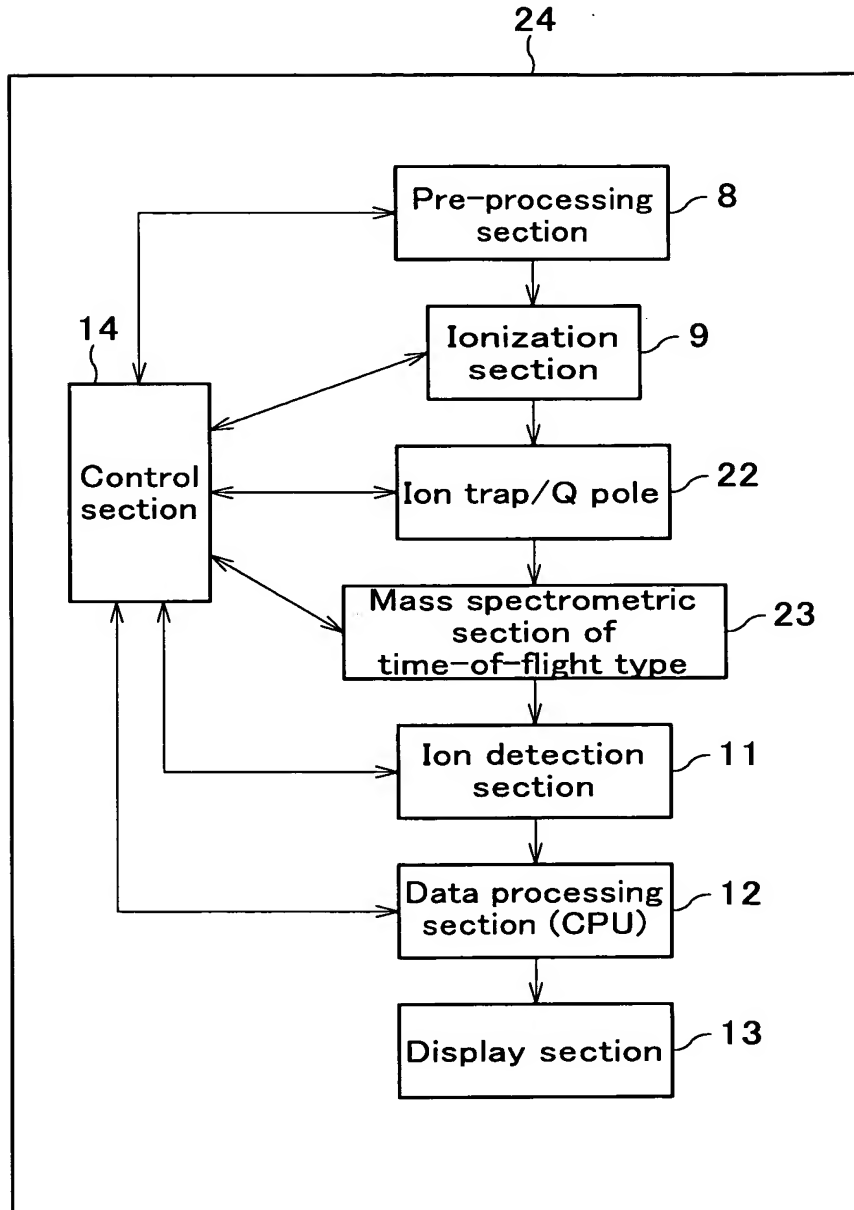 24
Pre-processing
section
8
14
Ionization
section
9
Control
section
Ion trap/Q pole
22
Mass spectrometric
section of
time-of-flight type
23
Ion detection
section
11
Data processing
section (CPU)
12
Display section
13